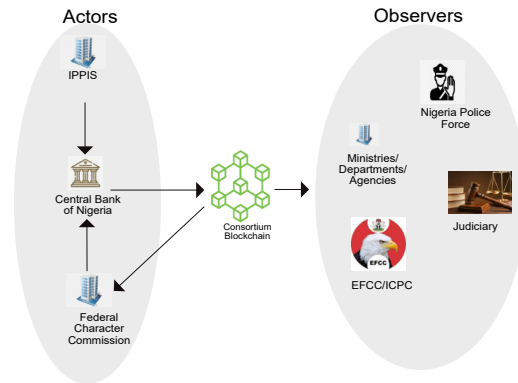 Actors
Observers
IPPIS
Nigeria Police
Force
Ministries/
Departments/
Agencies
Central Bank
of Nigeria
Consortium
Blockchain
Judiciary
EFCC
EFCC/ICPC
Federal
Character
Commission